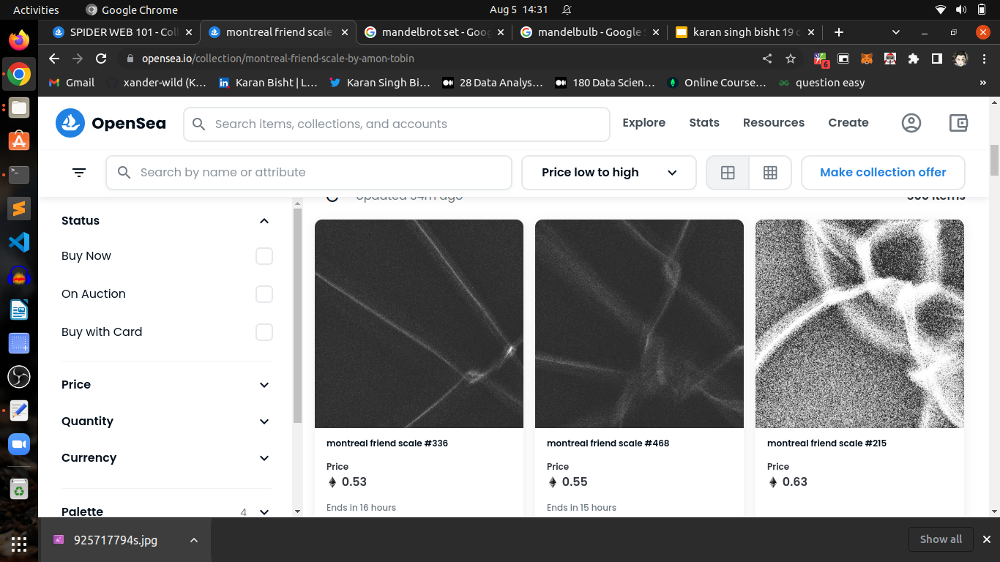 Activities Google Chrome Aug 5 14:31
SPIDER WEB 101 - Coll montreal friend scale mandelbrot set - Goog mandelbulb - Google S karan singh bisht 19 c
opensea.io/collection/montreal-friend-scale-by-amon-tobin 6
Gmail xander-wild (K... Karan Bisht | L... Karan Singh Bi... 28 Data Analys... 180 Data Scien... Online Course... question easy »
OpenSea Search items, collections, and accounts Explore Stats Resources Create
Search by name or attribute Price low to high Make collection offer
Updated 34m ago items
Status
Buy Now
On Auction
Buy with Card
Price
Quantity
Currency
Palette 4
montreal friend scale #336
Price
0.53
Ends in 16 hours
montreal friend scale #468
Price
0.55
Ends in 15 hours
montreal friend scale #215
Price
0.63
925717794s.jpg Show all